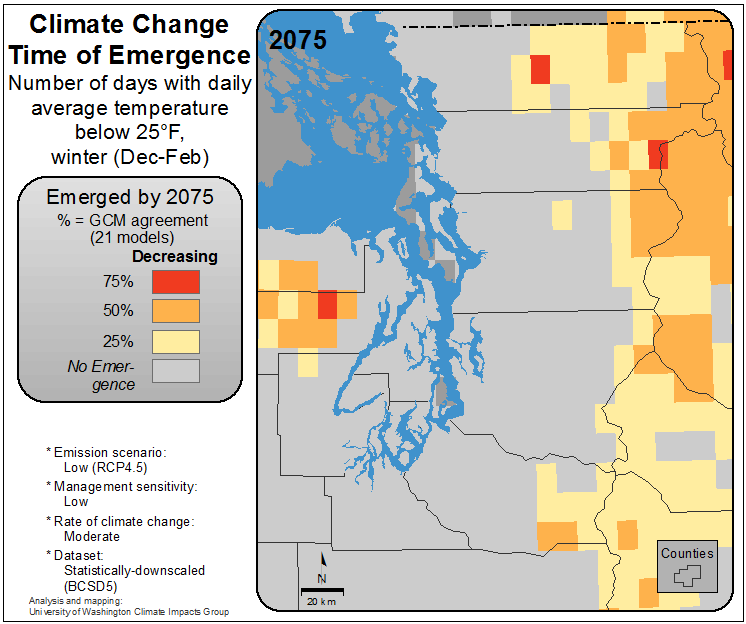 Climate Change
Time of Emergence
Number of days with daily
average temperature
below 25°F,
winter (Dec-Feb)
Emerged by 2075
% = GCM agreement
(21 models)
Decreasing
75%
50%
25%
No Emer-
gence
* Emission scenario:
Low (RCP4.5)
* Management sensitivity:
Low
* Rate of climate change:
Moderate
* Dataset:
Statistically-downscaled
(BCSD5)
Analysis and mapping:
University of Washington Climate Impacts Group
2075
N
20 km
Counties